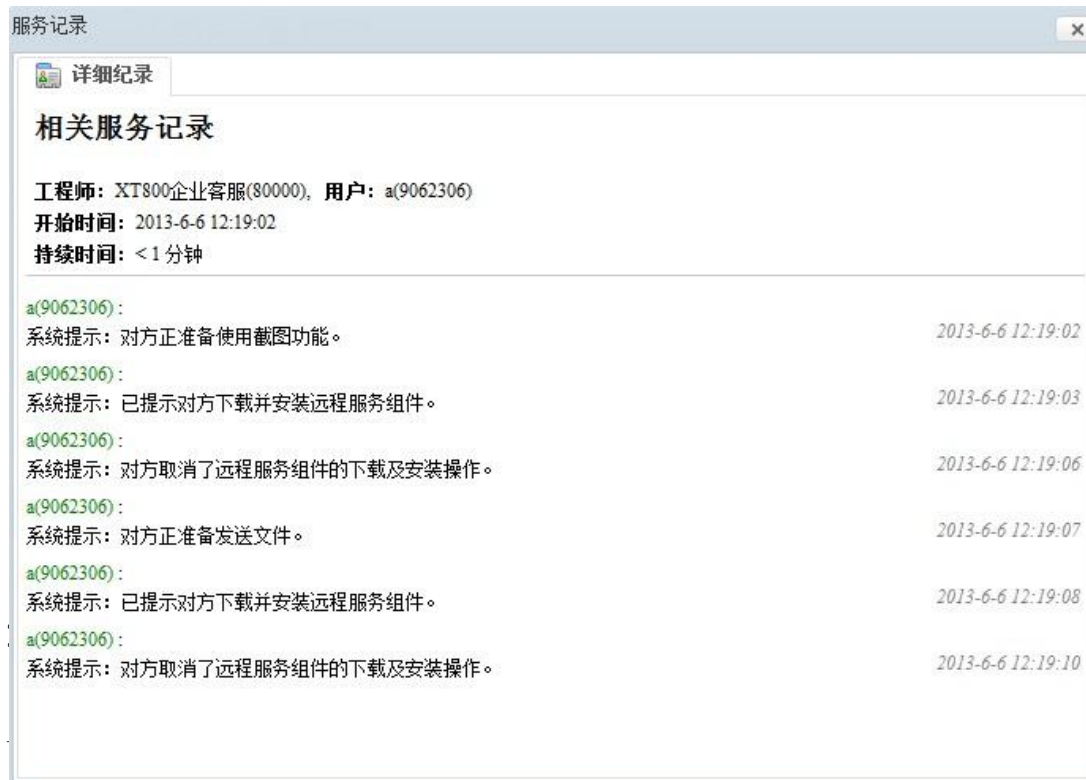 服务记录
详细纪录
相关服务记录
工程师：XT800企业客服(80000), 用户：a(9062306)
开始时间：2013-6-6 12:19:02
持续时间：< 1 分钟
a(9062306) :
系统提示：对方正准备使用截图功能。 2013-6-6 12:19:02
a(9062306) :
系统提示：已提示对方下载并安装远程服务组件。 2013-6-6 12:19:03
a(9062306) :
系统提示：对方取消了远程服务组件的下载及安装操作。 2013-6-6 12:19:06
a(9062306) :
系统提示：对方正准备发送文件。 2013-6-6 12:19:07
a(9062306) :
系统提示：已提示对方下载并安装远程服务组件。 2013-6-6 12:19:08
a(9062306) :
系统提示：对方取消了远程服务组件的下载及安装操作。 2013-6-6 12:19:10